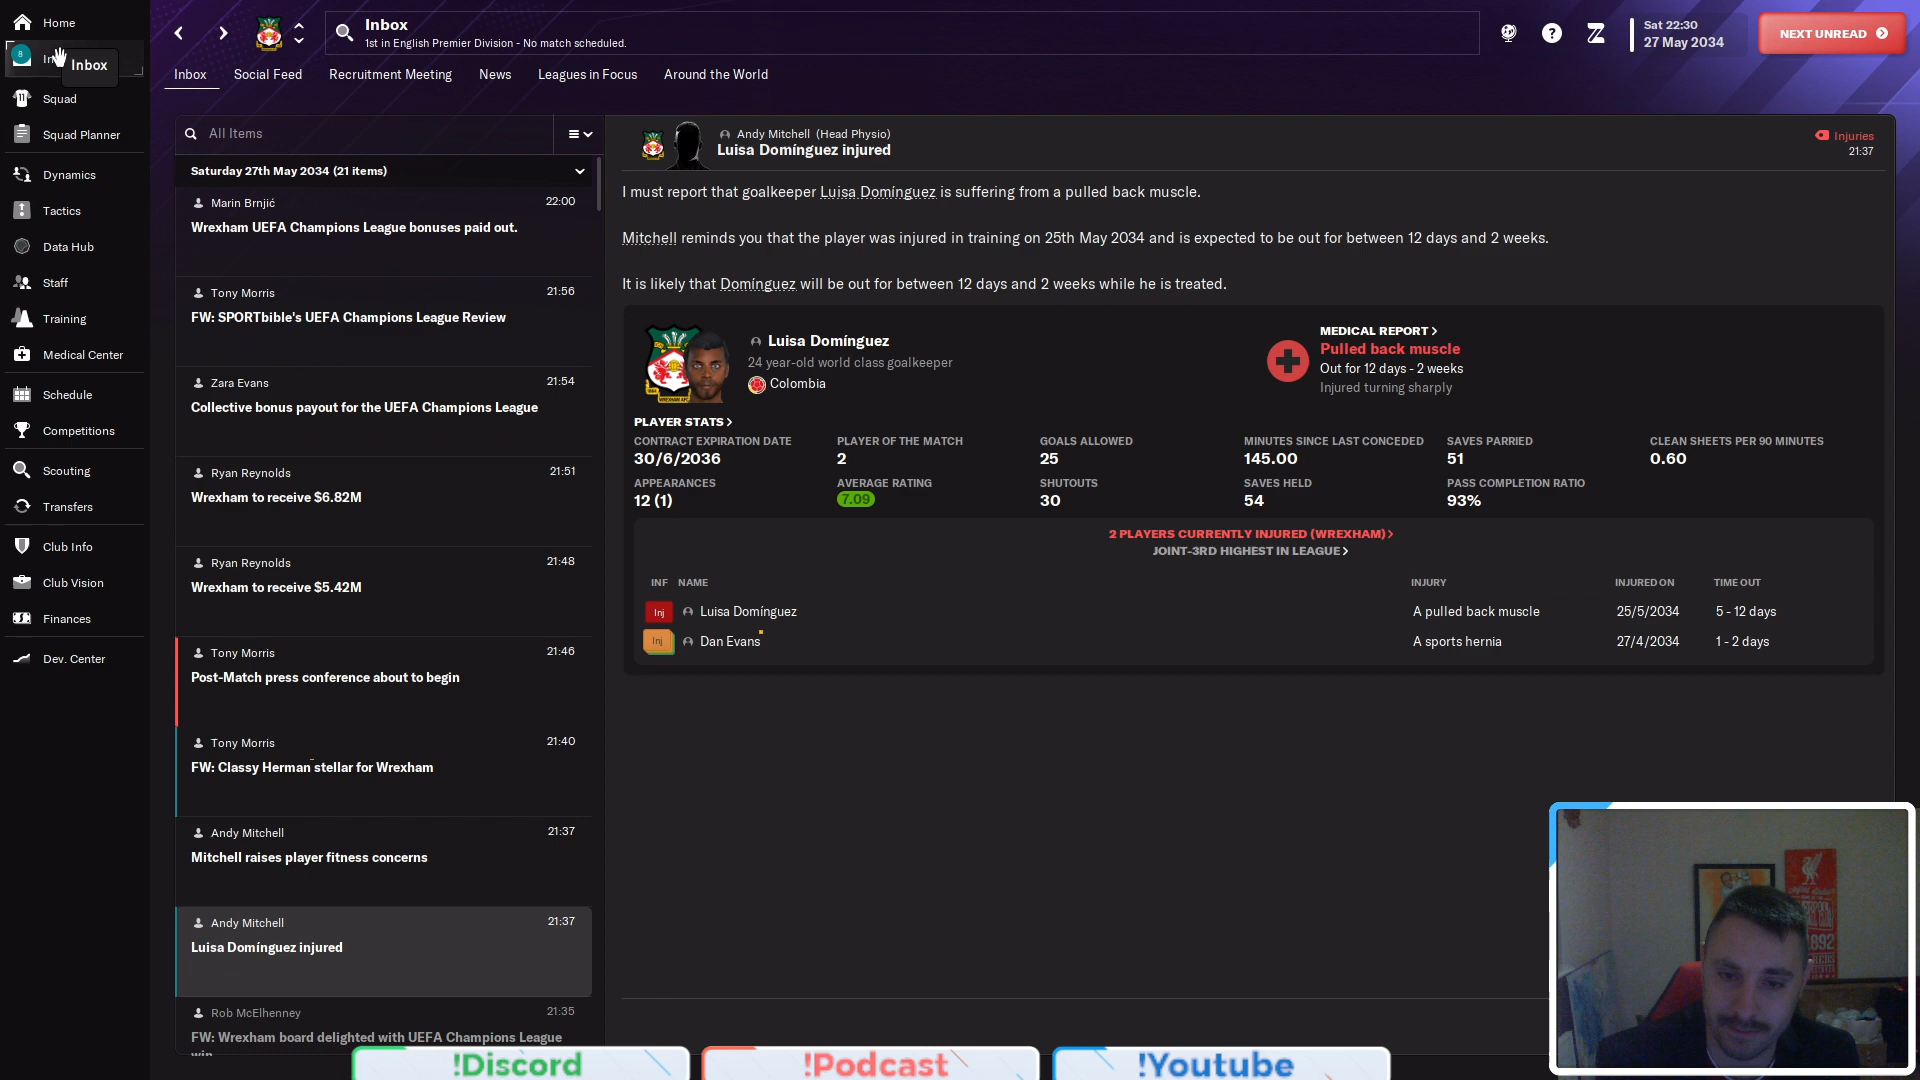 Home
Inbox
1st in English Premier Division - No match scheduled.
Sat 22:30
27 May 2034
NEXT UNREAD
8
Inbox
Squad
Squad Planner
Dynamics
Tactics
Data Hub
Staff
Training
Medical Center
Schedule
Competitions
Scouting
Transfers
Club Info
Club Vision
Finances
Dev. Center
Inbox
Social Feed
Recruitment Meeting
News
Leagues in Focus
Around the World
All Items
Saturday 27th May 2034 (21 items)
Marin Brnjić 22:00
Wrexham UEFA Champions League bonuses paid out.
Tony Morris 21:56
FW: SPORTbible's UEFA Champions League Review
Zara Evans 21:54
Collective bonus payout for the UEFA Champions League
Ryan Reynolds 21:51
Wrexham to receive $6.82M
Ryan Reynolds 21:48
Wrexham to receive $5.42M
Tony Morris 21:46
Post-Match press conference about to begin
Tony Morris 21:40
FW: Classy Herman stellar for Wrexham
Andy Mitchell 21:37
Mitchell raises player fitness concerns
Andy Mitchell 21:37
Luisa Domínguez injured
Rob McElhenney 21:35
FW: Wrexham board delighted with UEFA Champions League
win
Andy Mitchell (Head Physio)
Luisa Domínguez injured
Injuries
21:37
I must report that goalkeeper Luisa Domínguez is suffering from a pulled back muscle.
Mitchell reminds you that the player was injured in training on 25th May 2034 and is expected to be out for between 12 days and 2 weeks.
It is likely that Domínguez will be out for between 12 days and 2 weeks while he is treated.
Luisa Domínguez
24 year-old world class goalkeeper
Colombia
MEDICAL REPORT
Pulled back muscle
Out for 12 days - 2 weeks
Injured turning sharply
PLAYER STATS
CONTRACT EXPIRATION DATE PLAYER OF THE MATCH GOALS ALLOWED MINUTES SINCE LAST CONCEDED SAVES PARRIED CLEAN SHEETS PER 90 MINUTES
30/6/2036 2 25 145.00 51 0.60
APPEARANCES AVERAGE RATING SHUTOUTS SAVES HELD PASS COMPLETION RATIO
12 (1) 7.09 30 54 93%
2 PLAYERS CURRENTLY INJURED (WREXHAM)
JOINT-3RD HIGHEST IN LEAGUE
INF NAME INJURY INJURED ON TIME OUT
Inj Luisa Domínguez A pulled back muscle 25/5/2034 5 - 12 days
Inj Dan Evans A sports hernia 27/4/2034 1 - 2 days
!Discord
!Podcast
!Youtube